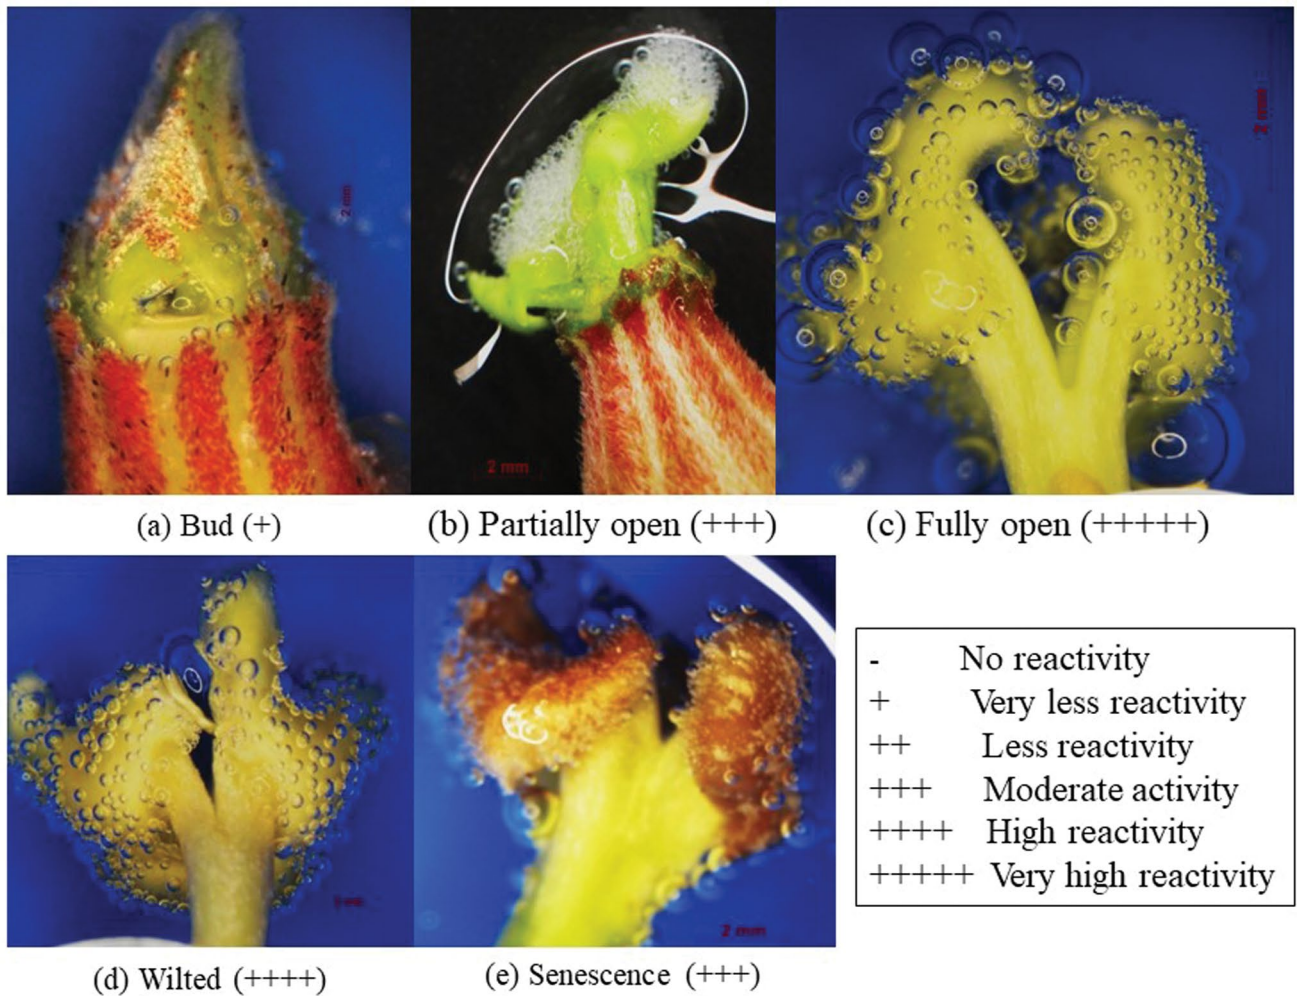 2 mm
2 mm
2 mm
(a) Bud (+)
(b) Partially open (+++)
(c) Fully open (+++++)
2 mm
(d) Wilted (++++)
(e) Senescence (+++)
- No reactivity
+ Very less reactivity
++ Less reactivity
+++ Moderate activity
++++ High reactivity
+++++ Very high reactivity